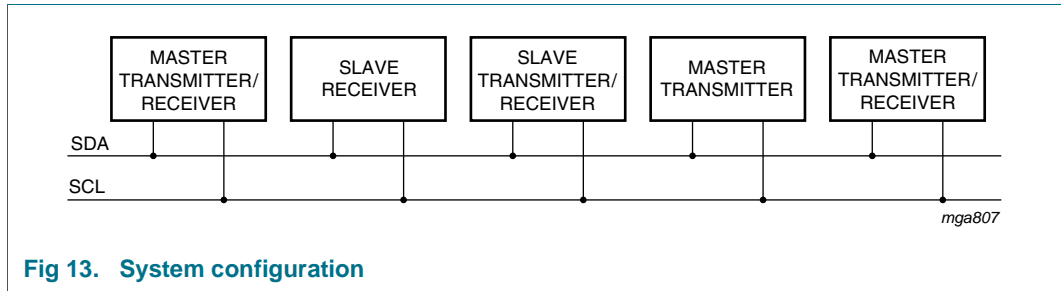 MASTER
TRANSMITTER/
RECEIVER
SLAVE
RECEIVER
SLAVE
TRANSMITTER/
RECEIVER
MASTER
TRANSMITTER
MASTER
TRANSMITTER/
RECEIVER
SDA
SCL
mga807
Fig 13. System configuration